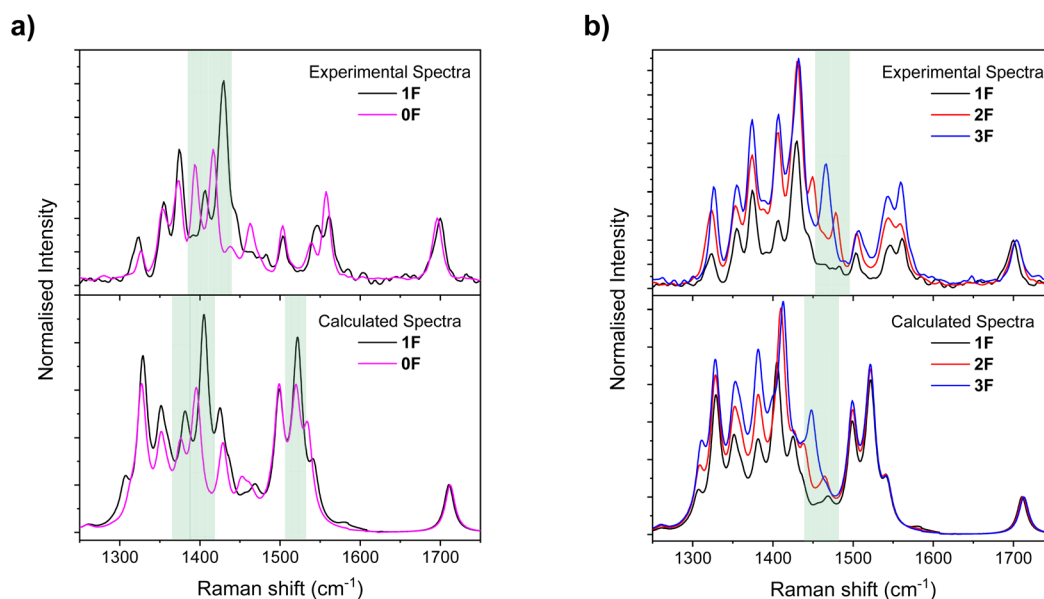 a)
Experimental Spectra
1F
0F
Calculated Spectra
1F
0F
Normalised Intensity
1300 1400 1500 1600 1700
Raman shift (cm-1)
b)
Experimental Spectra
1F
2F
3F
Calculated Spectra
1F
2F
3F
Normalised Intensity
1300 1400 1500 1600 1700
Raman shift (cm-1)